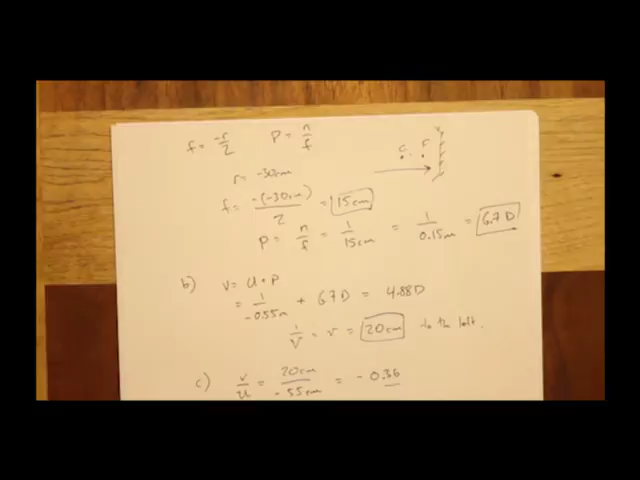 f = -r/2   P = n/f
C   F   V
r = -30cm
f = -(-30cm)/2 = 15cm
P = n/f = 1/15cm = 1/0.15m = 6.7 D
b) V = U + P
= 1/-0.55m + 6.7 D = 4.88 D
1/V = v = 20cm to the left.
c) v/u = 20cm/-55cm = -0.36